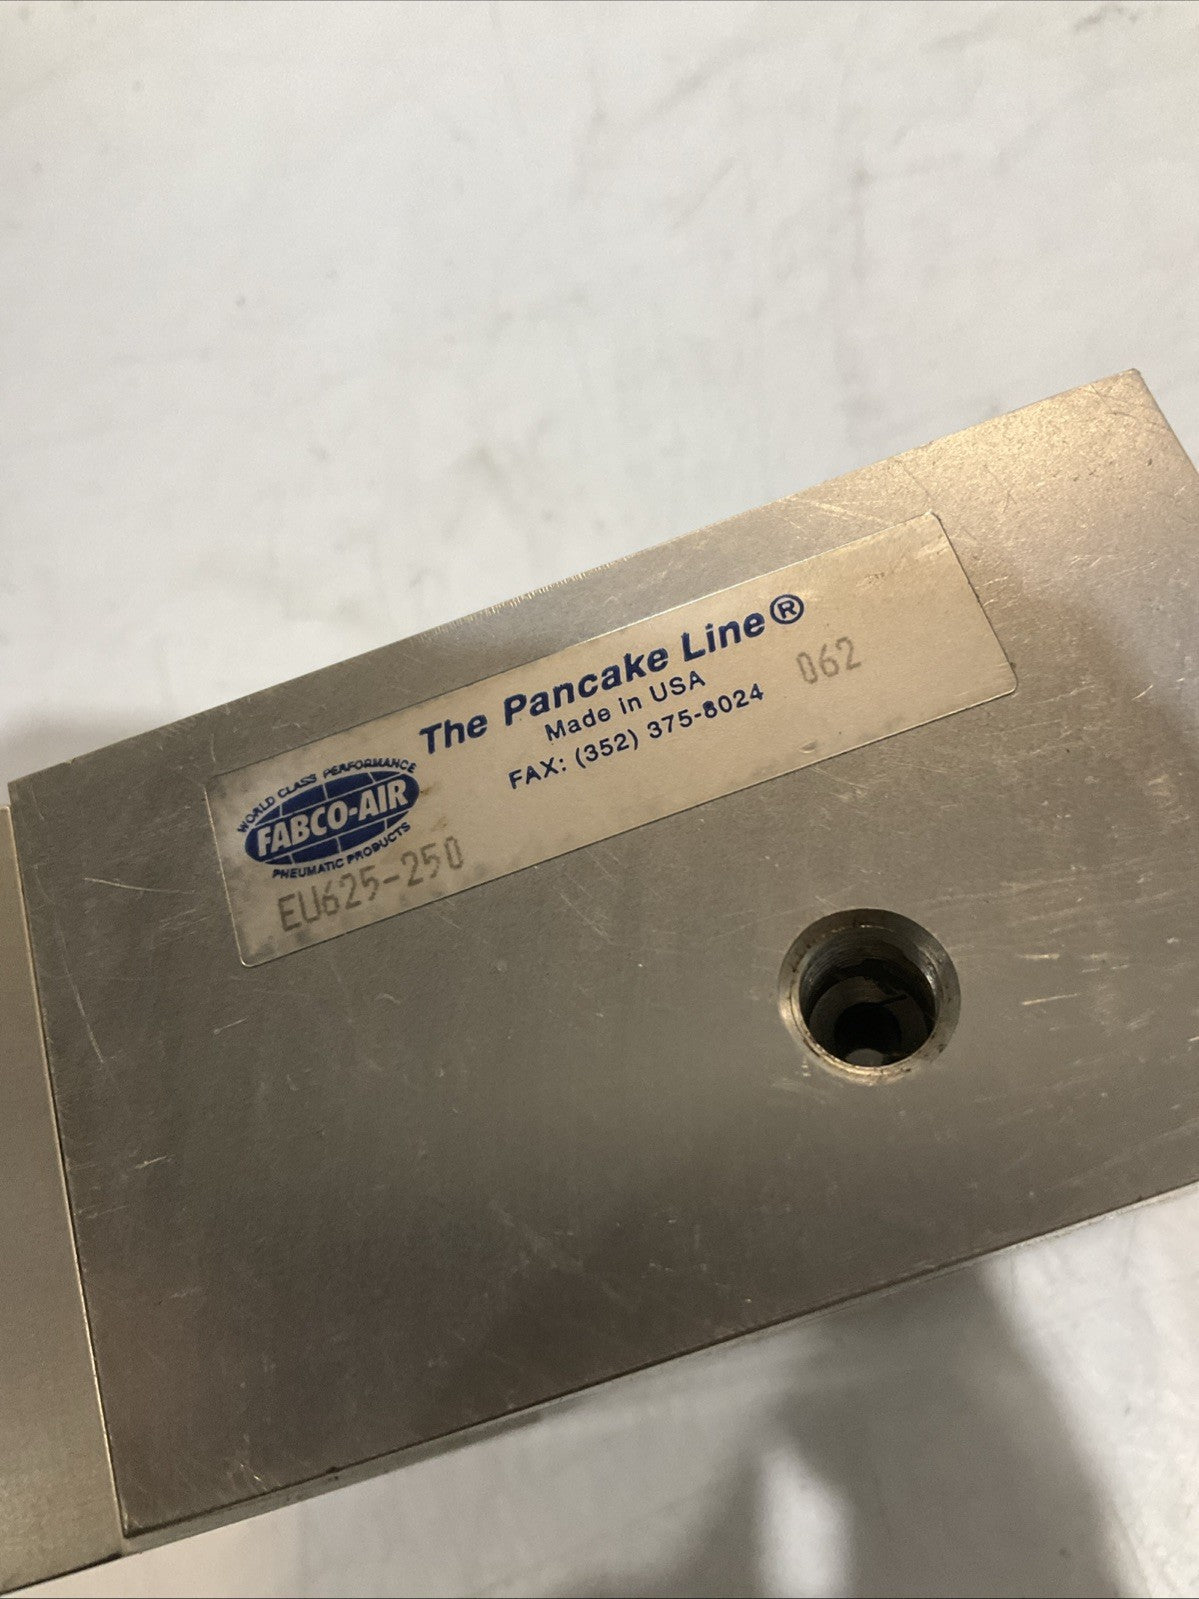 The Pancake Line®
Made in USA
FAX: (352) 375-8024 062
WORLD CLASS PERFORMANCE
FABCO-AIR
PNEUMATIC PRODUCTS
EU625-250